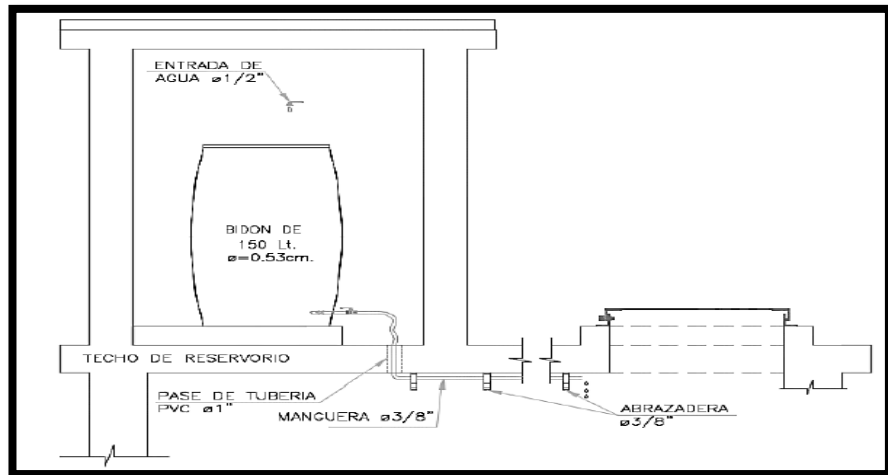 ENTRADA DE
AGUA ø1/2"
BIDON DE
150 Lt.
ø=0.53cm.
TECHO DE RESERVORIO
PASE DE TUBERIA
PVC ø1"
MANGUERA ø3/8"
ABRAZADERA
ø3/8"